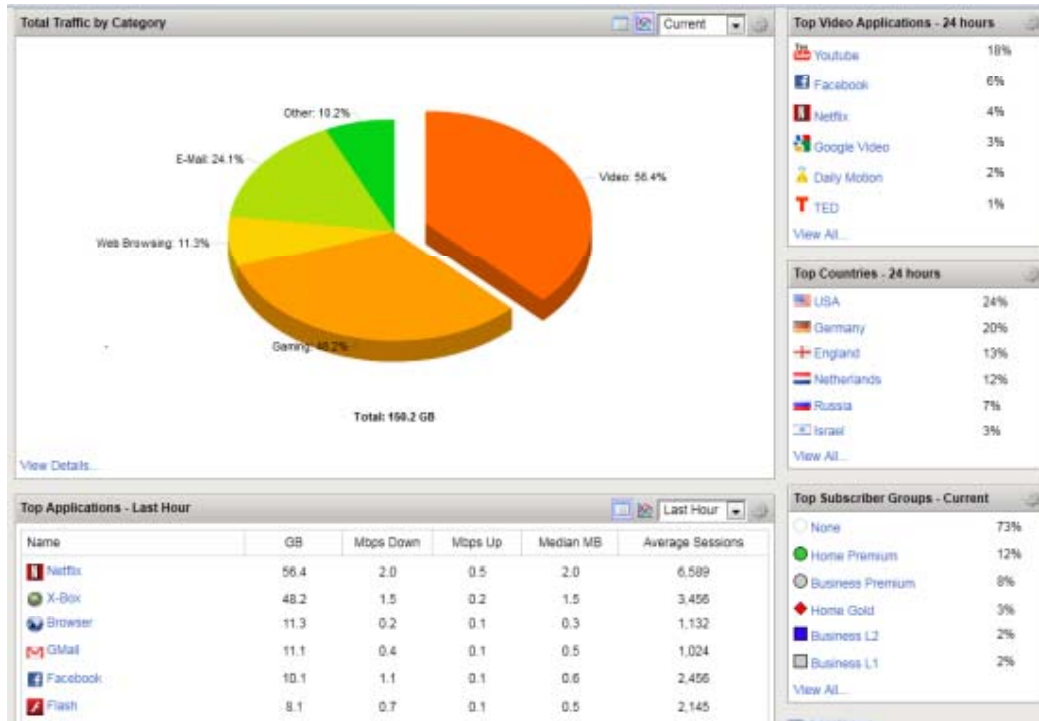 Total Traffic by Category
Current
Other: 10.2%
E-Mail: 24.1%
Video: 56.4%
Web Browsing: 11.3%
Gaming: 48.2%
Total: 150.2 GB
View Details...
Top Applications - Last Hour
Last Hour
Name GB Mbps Down Mbps Up Median MB Average Sessions
Netflix 56.4 2.0 0.5 2.0 6,589
X-Box 48.2 1.5 0.2 1.5 3,456
Browser 11.3 0.2 0.1 0.3 1,132
GMail 11.1 0.4 0.1 0.5 1,024
Facebook 10.1 1.1 0.1 0.6 2,456
Flash 8.1 0.7 0.1 0.5 2,145
Top Video Applications - 24 hours
Youtube 18%
Facebook 6%
Netflix 4%
Google Video 3%
Daily Motion 2%
TED 1%
View All...
Top Countries - 24 hours
USA 24%
Germany 20%
England 13%
Netherlands 12%
Russia 7%
Israel 3%
View All...
Top Subscriber Groups - Current
None 73%
Home Premium 12%
Business Premium 8%
Home Gold 3%
Business L2 2%
Business L1 2%
View All...